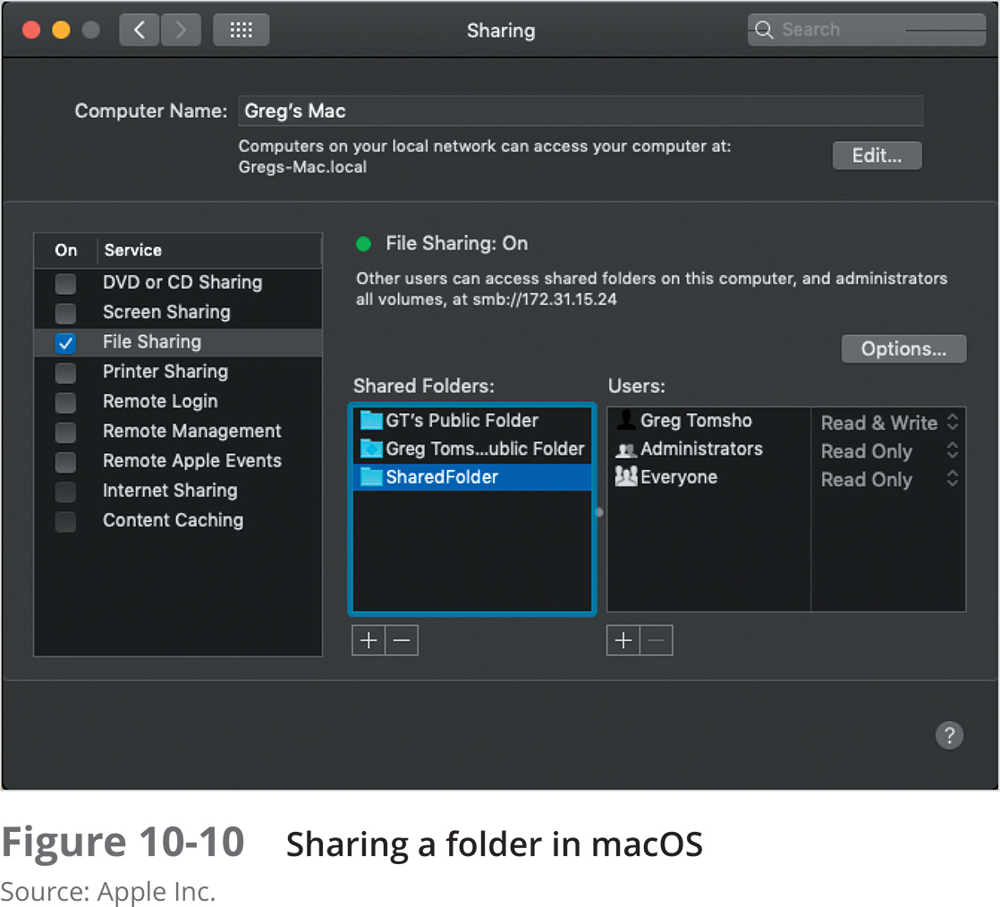 Sharing
Search
Computer Name: Greg's Mac
Computers on your local network can access your computer at:
Gregs-Mac.local
Edit...
On Service
DVD or CD Sharing
Screen Sharing
File Sharing
Printer Sharing
Remote Login
Remote Management
Remote Apple Events
Internet Sharing
Content Caching
File Sharing: On
Other users can access shared folders on this computer, and administrators
all volumes, at smb://172.31.15.24
Options...
Shared Folders:
GT's Public Folder
Greg Toms...ublic Folder
SharedFolder
Users:
Greg Tomsho Read & Write
Administrators Read Only
Everyone Read Only
?
Figure 10-10 Sharing a folder in macOS
Source: Apple Inc.